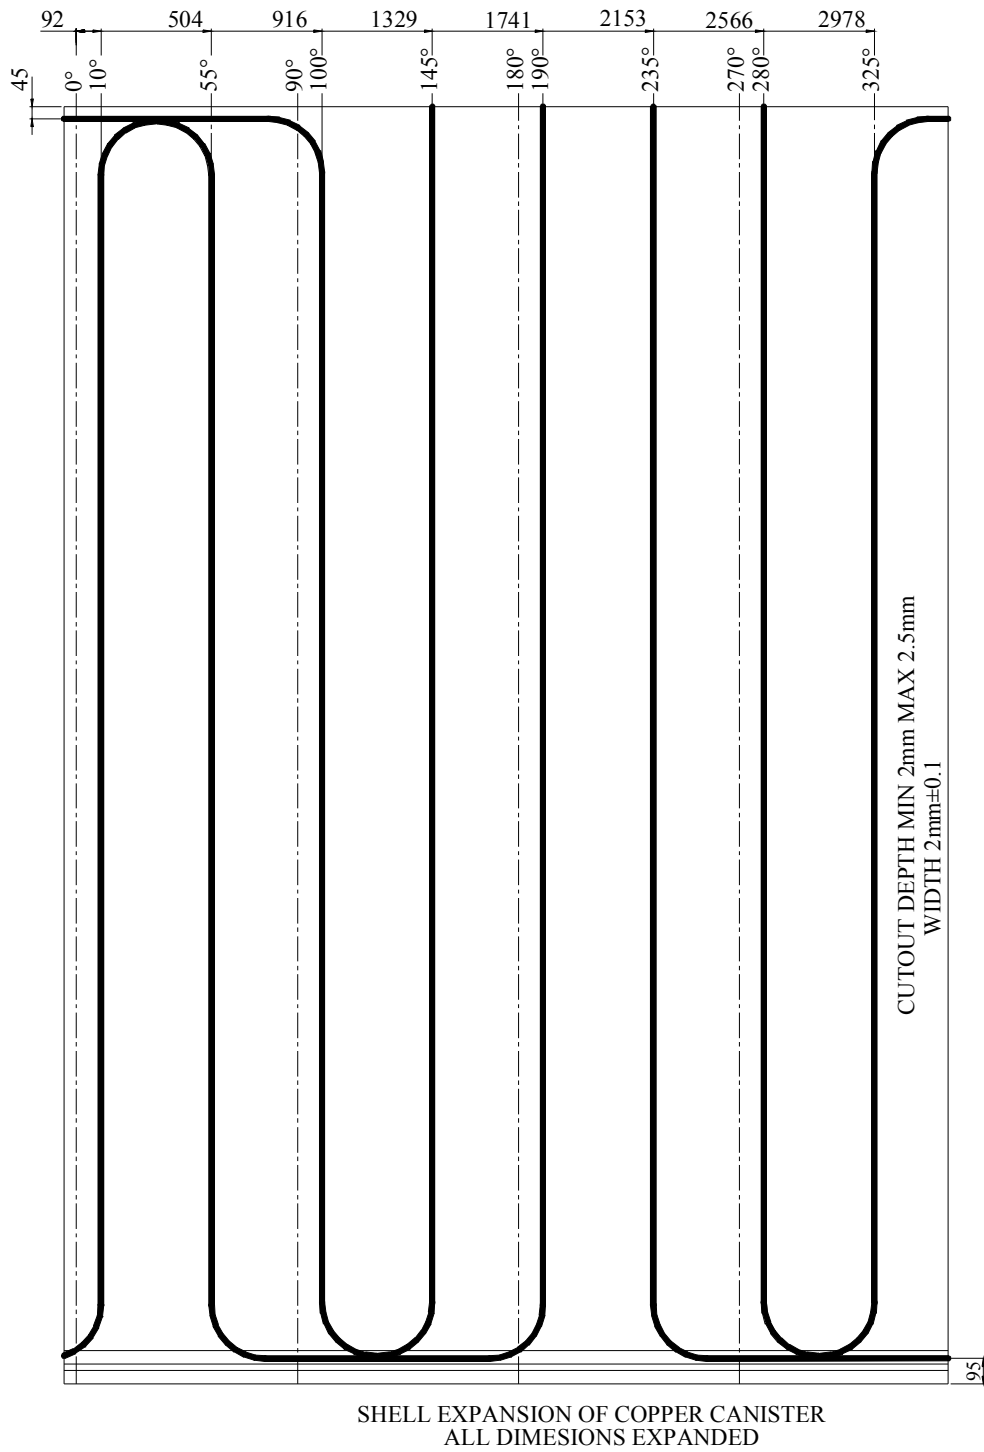 92 504 916 1329 1741 2153 2566 2978
45 0° 10° 55° 90° 100° 145° 180° 190° 235° 270° 280° 325°
CUTOUT DEPTH MIN 2mm MAX 2.5mm
WIDTH 2mm±0.1
95
SHELL EXPANSION OF COPPER CANISTER
ALL DIMESIONS EXPANDED